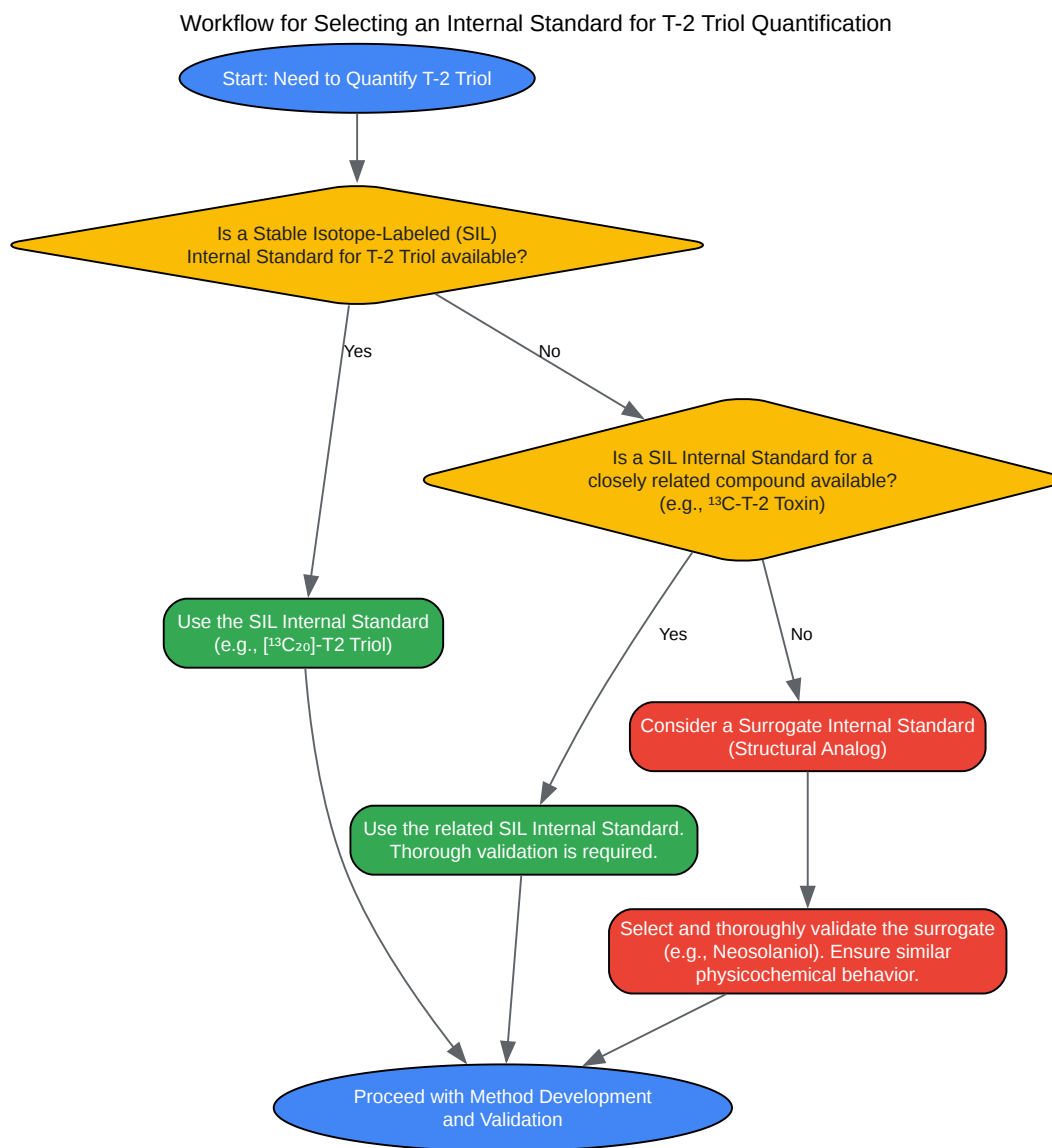 Workflow for Selecting an Internal Standard for T-2 Triol Quantification
Start: Need to Quantify T-2 Triol
Is a Stable Isotope-Labeled (SIL)
Internal Standard for T-2 Triol available?
Yes
No
Is a SIL Internal Standard for a
closely related compound available?
(e.g., ¹³C-T-2 Toxin)
Use the SIL Internal Standard
(e.g., [¹³C₂₀]-T2 Triol)
Yes
No
Consider a Surrogate Internal Standard
(Structural Analog)
Use the related SIL Internal Standard.
Thorough validation is required.
Select and thoroughly validate the surrogate
(e.g., Neosolaniol). Ensure similar
physicochemical behavior.
Proceed with Method Development
and Validation